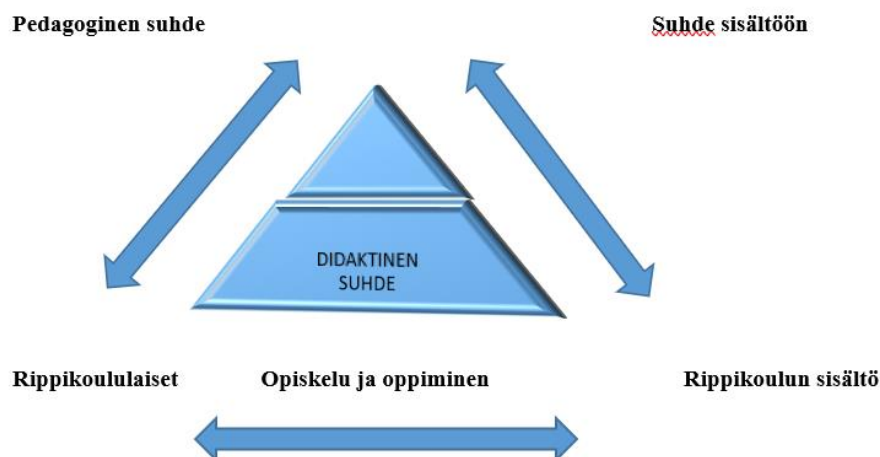 Pedagoginen suhde
Suhde sisältöön
DIDAKTINEN
SUHDE
Rippikoululaiset
Opiskelu ja oppiminen
Rippikoulun sisältö